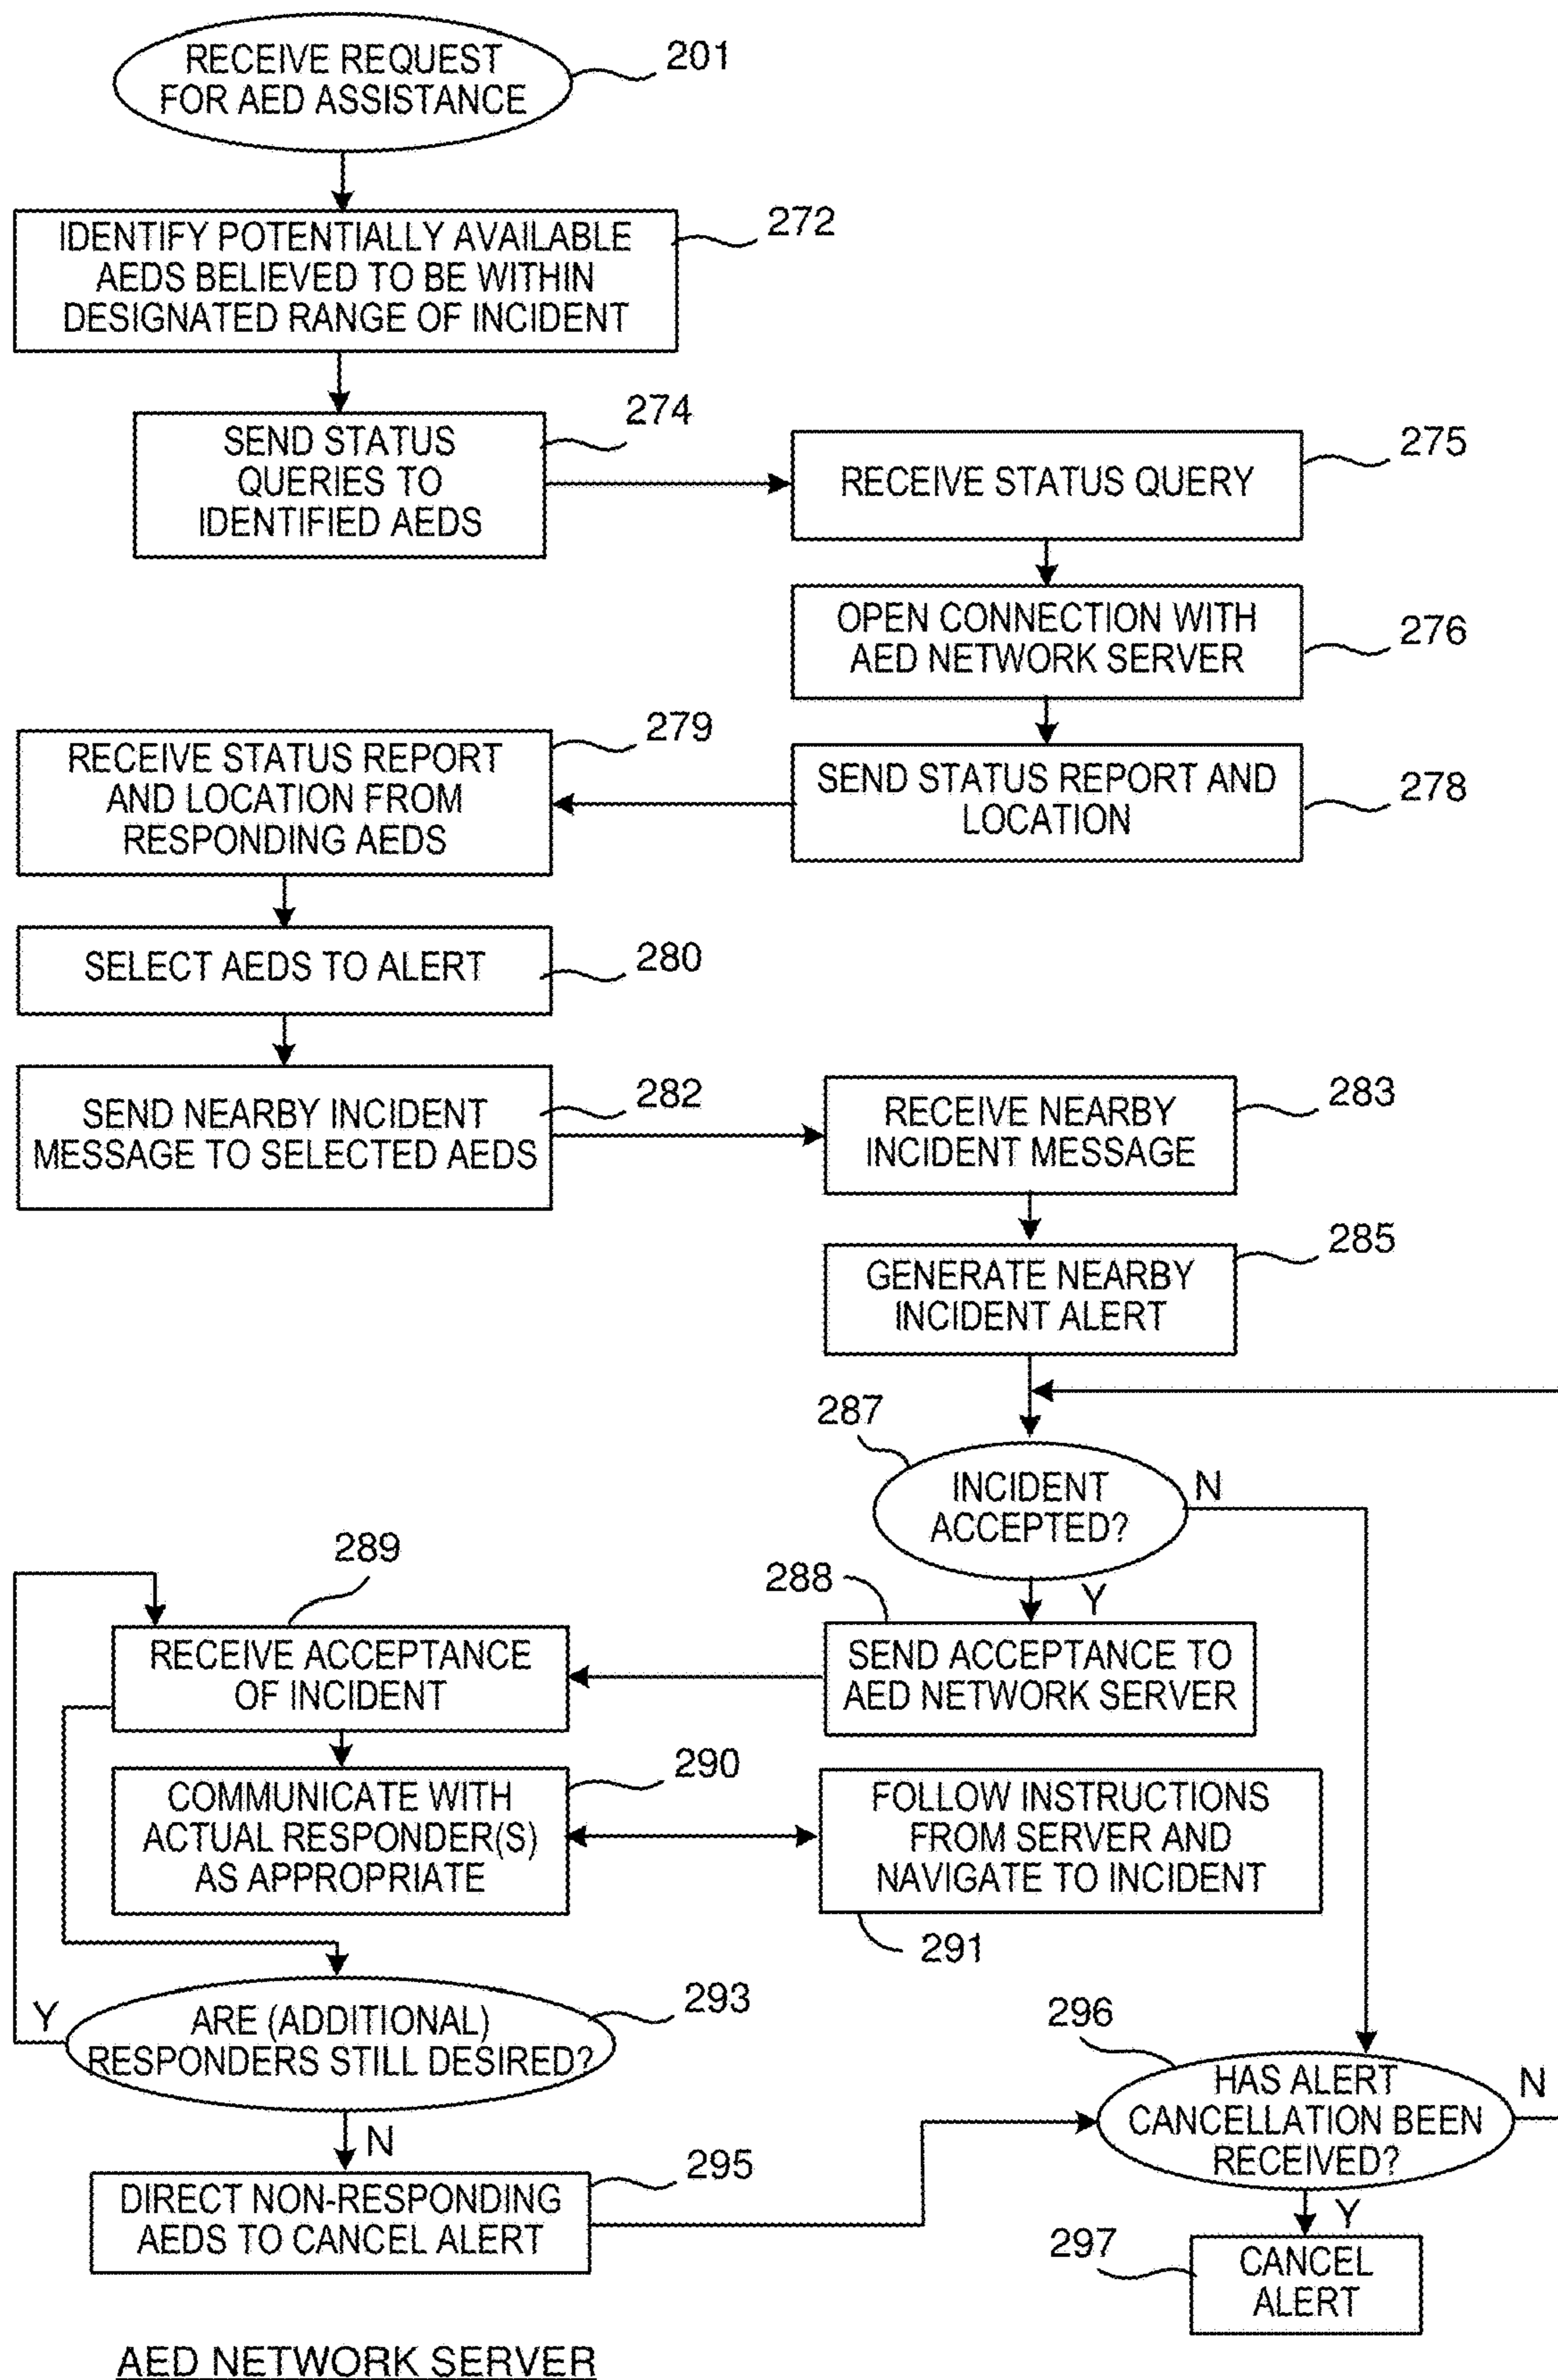 RECEIVE REQUEST
FOR AED ASSISTANCE
201
IDENTIFY POTENTIALLY AVAILABLE
AEDS BELIEVED TO BE WITHIN
DESIGNATED RANGE OF INCIDENT
272
SEND STATUS
QUERIES TO
IDENTIFIED AEDS
274
RECEIVE STATUS QUERY
275
OPEN CONNECTION WITH
AED NETWORK SERVER
276
SEND STATUS REPORT AND
LOCATION
278
RECEIVE STATUS REPORT
AND LOCATION FROM
RESPONDING AEDS
279
SELECT AEDS TO ALERT
280
SEND NEARBY INCIDENT
MESSAGE TO SELECTED AEDS
282
RECEIVE NEARBY
INCIDENT MESSAGE
283
GENERATE NEARBY
INCIDENT ALERT
285
287
INCIDENT
ACCEPTED?
N
Y
288
SEND ACCEPTANCE TO
AED NETWORK SERVER
289
RECEIVE ACCEPTANCE
OF INCIDENT
COMMUNICATE WITH
ACTUAL RESPONDER(S)
AS APPROPRIATE
290
FOLLOW INSTRUCTIONS
FROM SERVER AND
NAVIGATE TO INCIDENT
291
Y
ARE (ADDITIONAL)
RESPONDERS STILL DESIRED?
293
N
DIRECT NON-RESPONDING
AEDS TO CANCEL ALERT
295
296
HAS ALERT
CANCELLATION BEEN
RECEIVED?
N
Y
297
CANCEL
ALERT
AED NETWORK SERVER